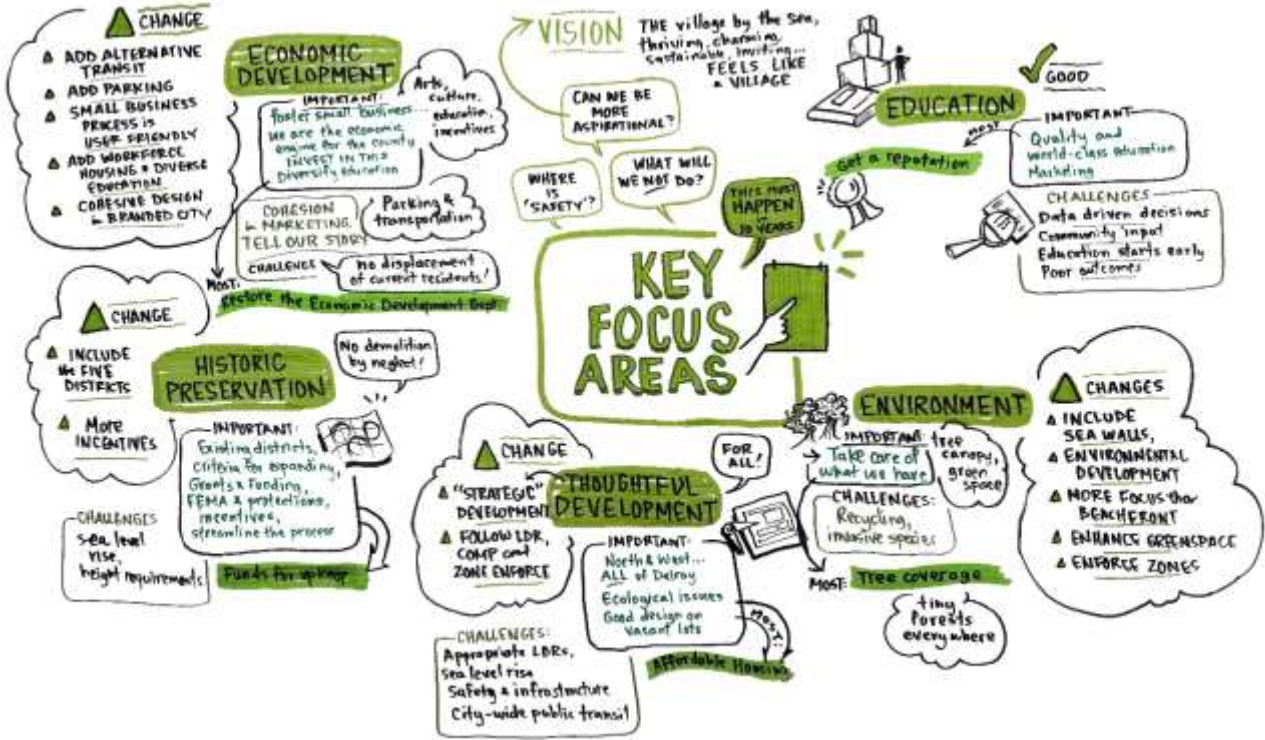 CHANGE
ADD ALTERNATIVE
TRANSIT
ADD PARKING
SMALL BUSINESS
PROCESS is
USER FRIENDLY
ADD WORKFORCE
HOUSING & DIVERSE
EDUCATION
COHESIVE DESIGN
BRANDED CITY
ECONOMIC
DEVELOPMENT
IMPORTANT:
Foster small business
we are the economic
engine for the county
INVEST IN THIS
Diversify education
Arts,
culture,
education,
incentives
COHESION
in MARKETING
TELL OUR STORY
Parking &
transportation
CHALLENGE
no displacement
of current residents!
MOST:
Restore the Economic Development Dept
VISION
THE village by the sea,
thriving, charming,
sustainable, inviting...
FEELS LIKE
a VILLAGE
CAN WE BE
MORE
ASPIRATIONAL?
WHERE
IS
'SAFETY'?
WHAT WILL
WE NOT DO?
THIS MUST
HAPPEN
in
10 YEARS
KEY
FOCUS
AREAS
EDUCATION
GOOD
IMPORTANT
Quality and
world-class education
Marketing
MOST
Get a reputation
CHALLENGES
Data driven decisions
Community input
Education starts early
Poor outcomes
CHANGE
INCLUDE
the FIVE
DISTRICTS
MORE
INCENTIVES
HISTORIC
PRESERVATION
No demolition
by neglect!
IMPORTANT:
Existing districts,
Criteria for expanding,
Grants & Funding,
FEMA & protections,
incentives,
streamline the process
CHALLENGES
sea level
rise,
height requirements
Funds for upkeep
CHANGE
"STRATEGIC"
DEVELOPMENT
FOLLOW LDR,
COMP and
ZONE ENFORCE
THOUGHTFUL
DEVELOPMENT
FOR
ALL!
IMPORTANT:
North & West...
ALL of Delray
Ecological issues
Good design on
vacant lots
MOST:
Affordable Housing
CHALLENGES:
Appropriate LDRs,
Sea level rise
Safety & infrastructure
City-wide public transit
ENVIRONMENT
IMPORTANT:
Take care of
what we have
tree
canopy,
green
space
CHALLENGES:
Recycling,
invasive species
MOST: Tree coverage
tiny
Forests
everywhere
CHANGES
INCLUDE
SEA WALLS,
ENVIRONMENTAL
DEVELOPMENT
MORE FOCUS than
BEACHFRONT
ENHANCE GREENSPACE
ENFORCE ZONES